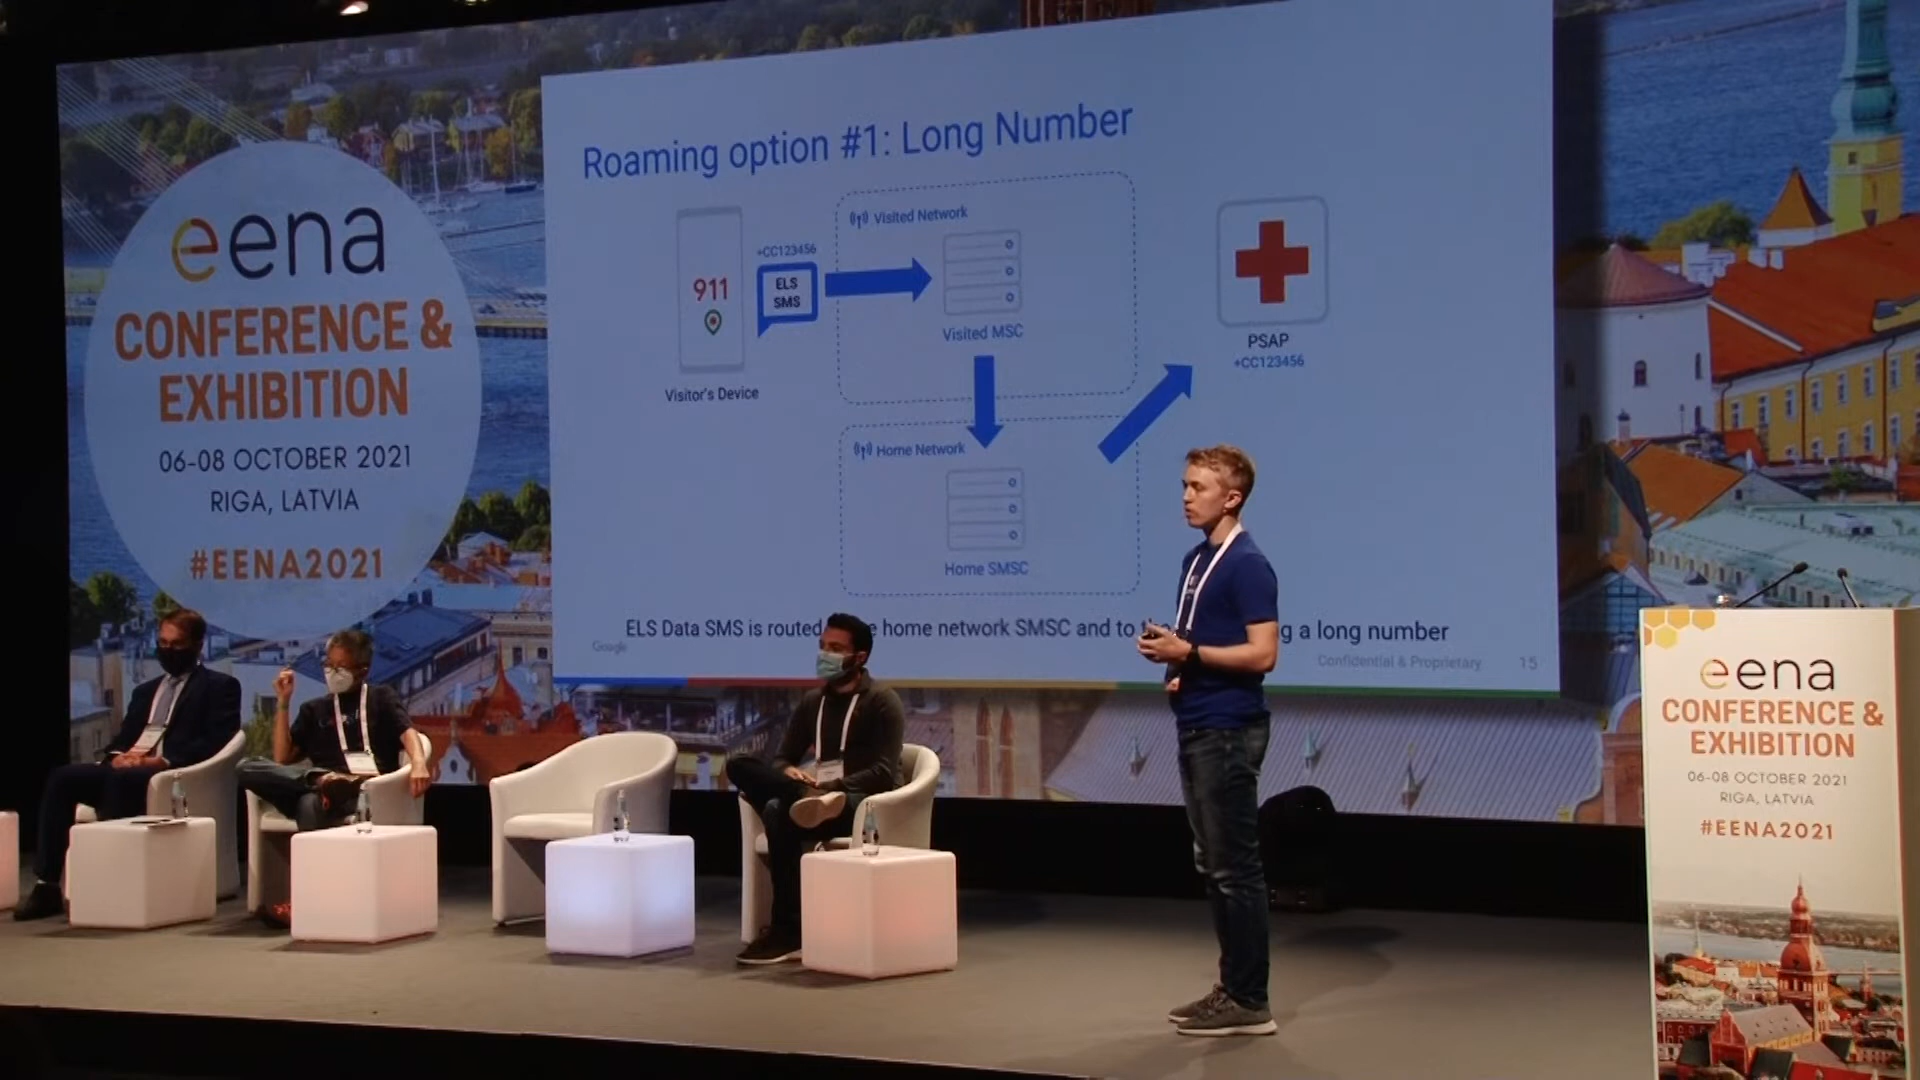 eena
CONFERENCE &
EXHIBITION
06-08 OCTOBER 2021
RIGA, LATVIA
#EENA2021
Roaming option #1: Long Number
911
Visitor's Device
+CC123456
ELS
SMS
Visited Network
Visited MSC
Home Network
Home SMSC
PSAP
+CC123456
ELS Data SMS is routed home network SMSC and to g a long number
Google
Confidential & Proprietary 15
eena
CONFERENCE &
EXHIBITION
06-08 OCTOBER 2021
RIGA, LATVIA
#EENA2021